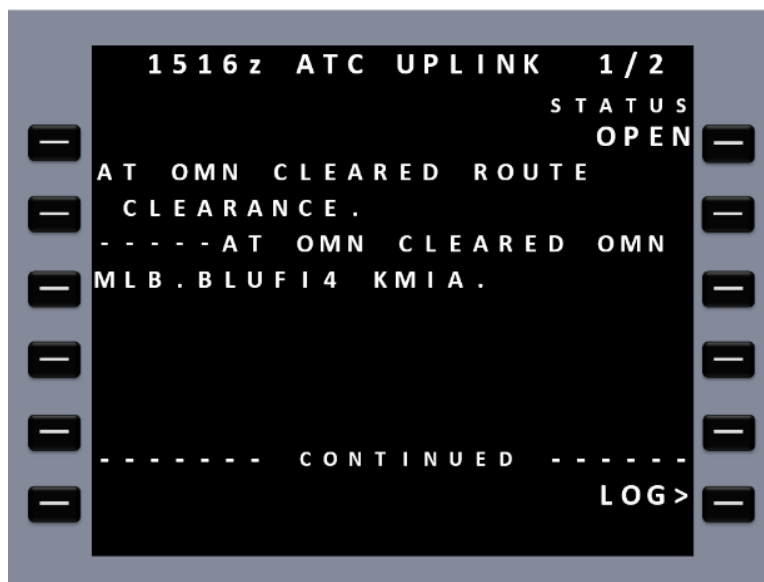 1516z ATC UPLINK 1/2
STATUS
OPEN
AT OMN CLEARED ROUTE
CLEARANCE.
-----AT OMN CLEARED OMN
MLB.BLUFI4 KMIA.
------- CONTINUED ------
LOG>